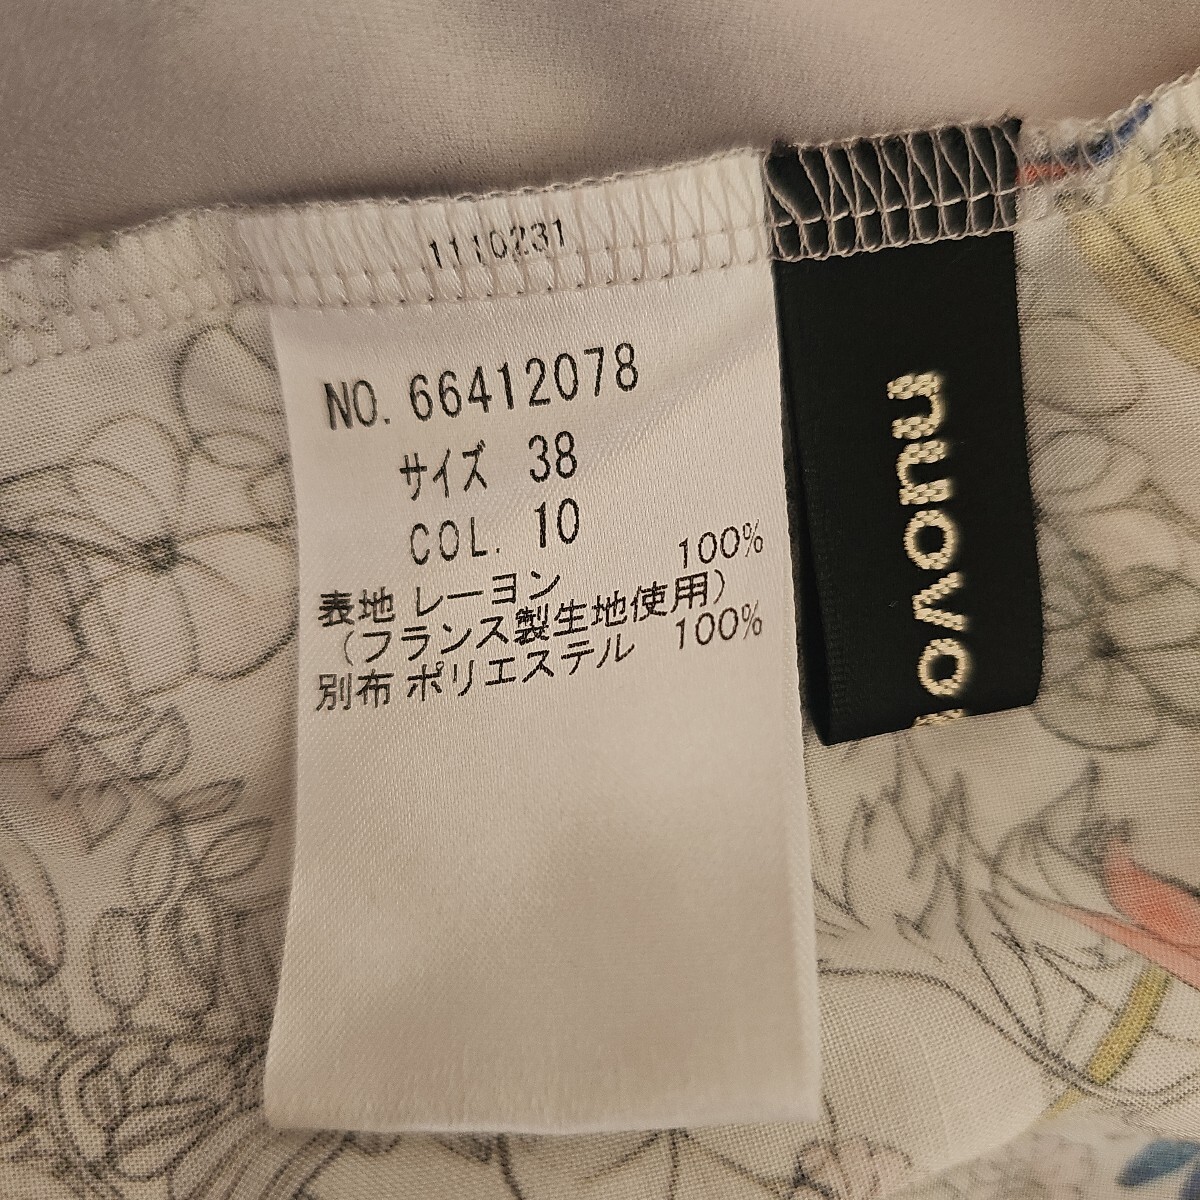 1110231
NO. 66412078
サイズ 38
COL. 10
表地 レーヨン 100%
(フランス製生地使用)
別布 ポリエステル 100%
nuovo